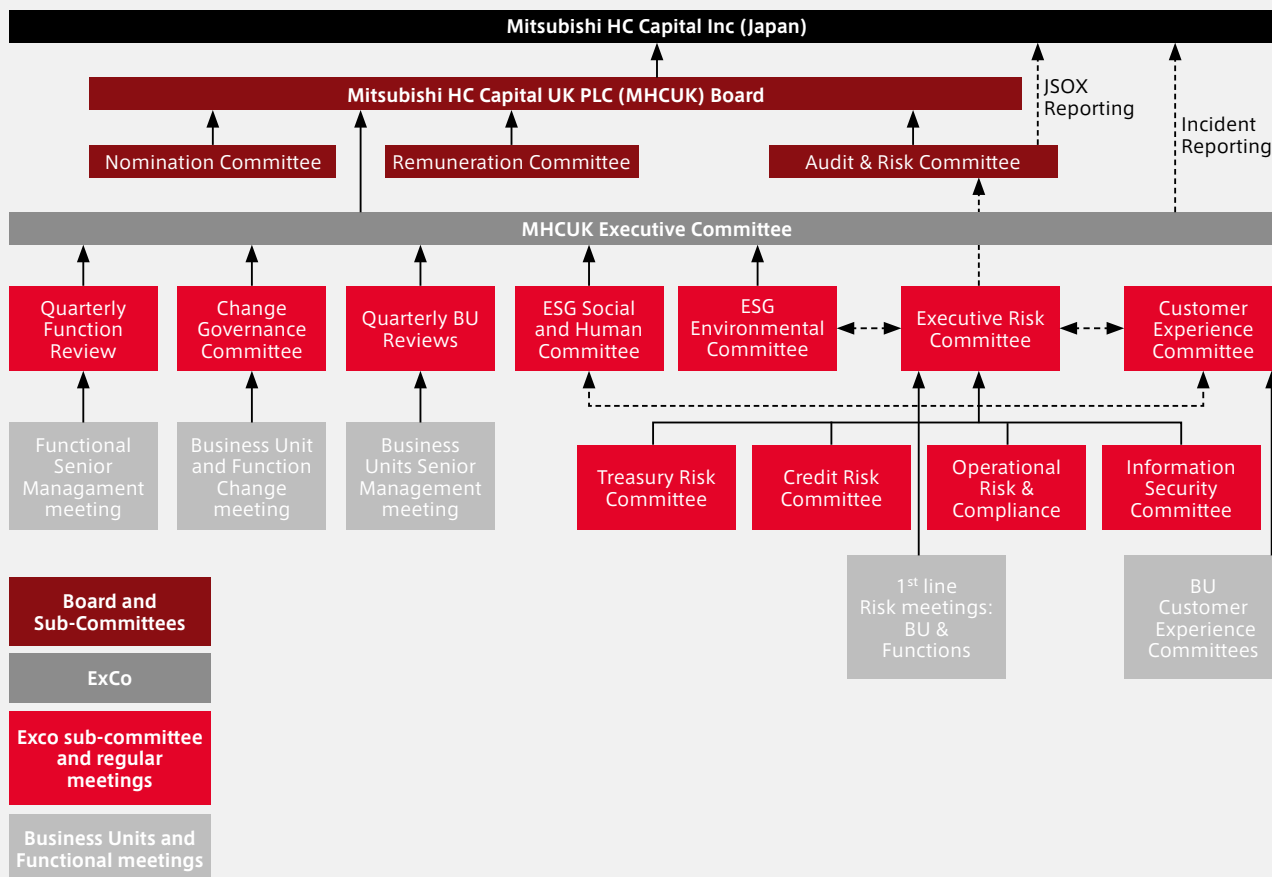 Mitsubishi HC Capital Inc (Japan)
Mitsubishi HC Capital UK PLC (MHCUK) Board
JSOX
Reporting
Incident
Reporting
Nomination Committee
Remuneration Committee
Audit & Risk Committee
MHCUK Executive Committee
Quarterly
Function
Review
Change
Governance
Committee
Quarterly BU
Reviews
ESG Social
and Human
Committee
ESG
Environmental
Committee
Executive Risk
Committee
Customer
Experience
Committee
Functional
Senior
Managament
meeting
Business Unit
and Function
Change
meeting
Business
Units Senior
Management
meeting
Treasury Risk
Committee
Credit Risk
Committee
Operational
Risk &
Compliance
Information
Security
Committee
1st line
Risk meetings:
BU &
Functions
BU
Customer
Experience
Committees
Board and
Sub-Committees
ExCo
Exco sub-committee
and regular
meetings
Business Units and
Functional meetings